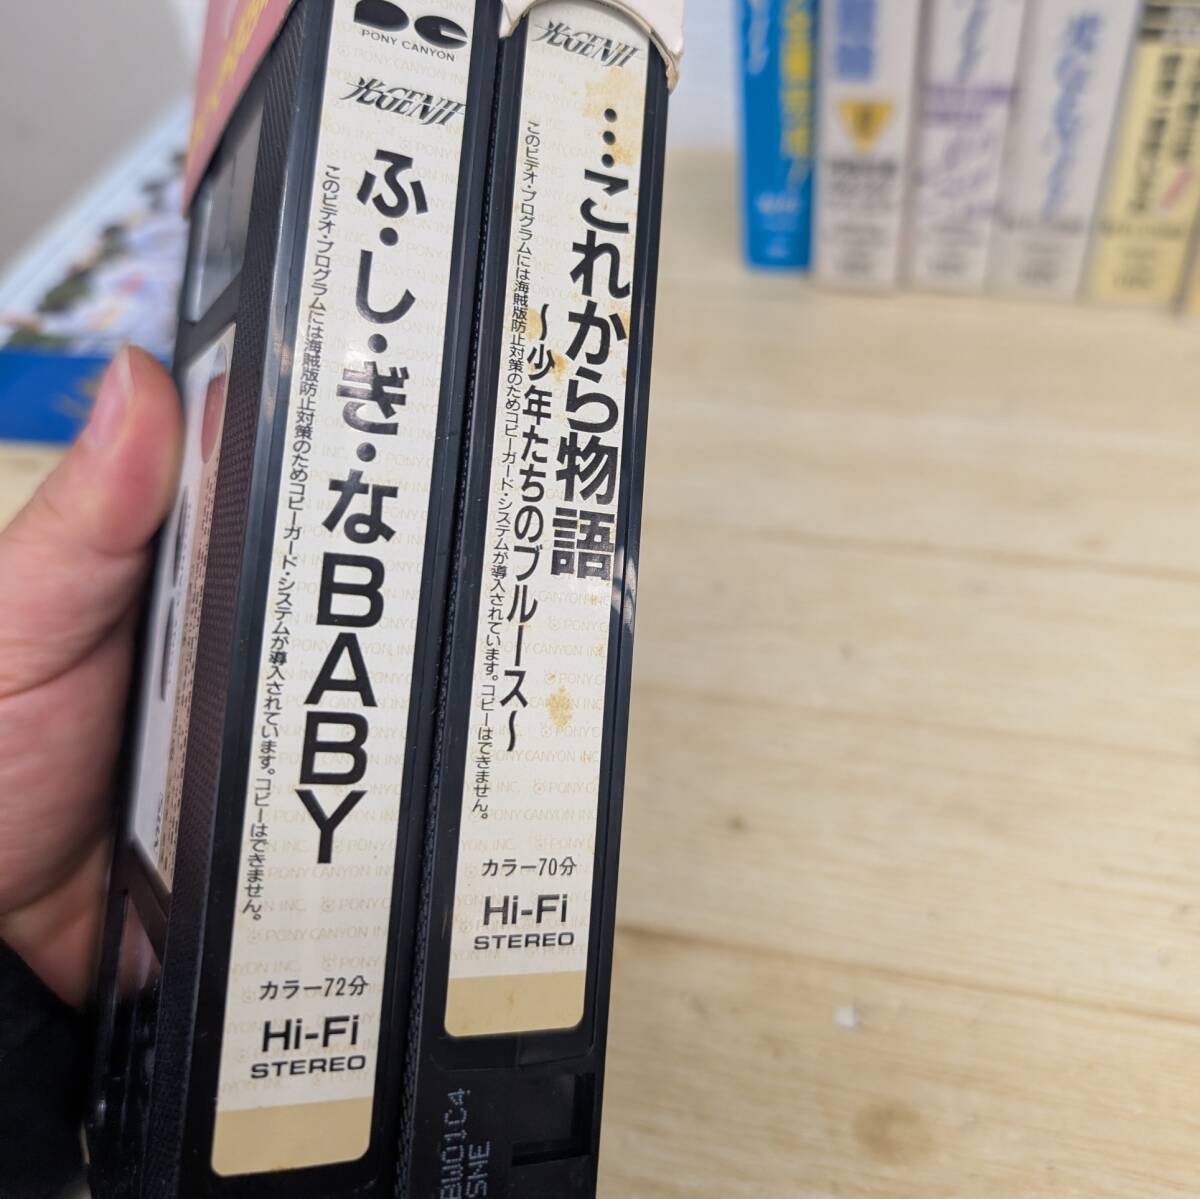 PONY CANYON
光GENJI
ふ・し・ぎ・なBABY
このビデオ・プログラムには海賊版防止対策のためコピーガード・システムが導入されています。コピーはできません。
カラー72分
Hi-Fi
STEREO
光GENJI
…これから物語
～少年たちのブルース～
このビデオ・プログラムには海賊版防止対策のためコピーガード・システムが導入されています。コピーはできません。
カラー70分
Hi-Fi
STEREO
BW01C4
SME